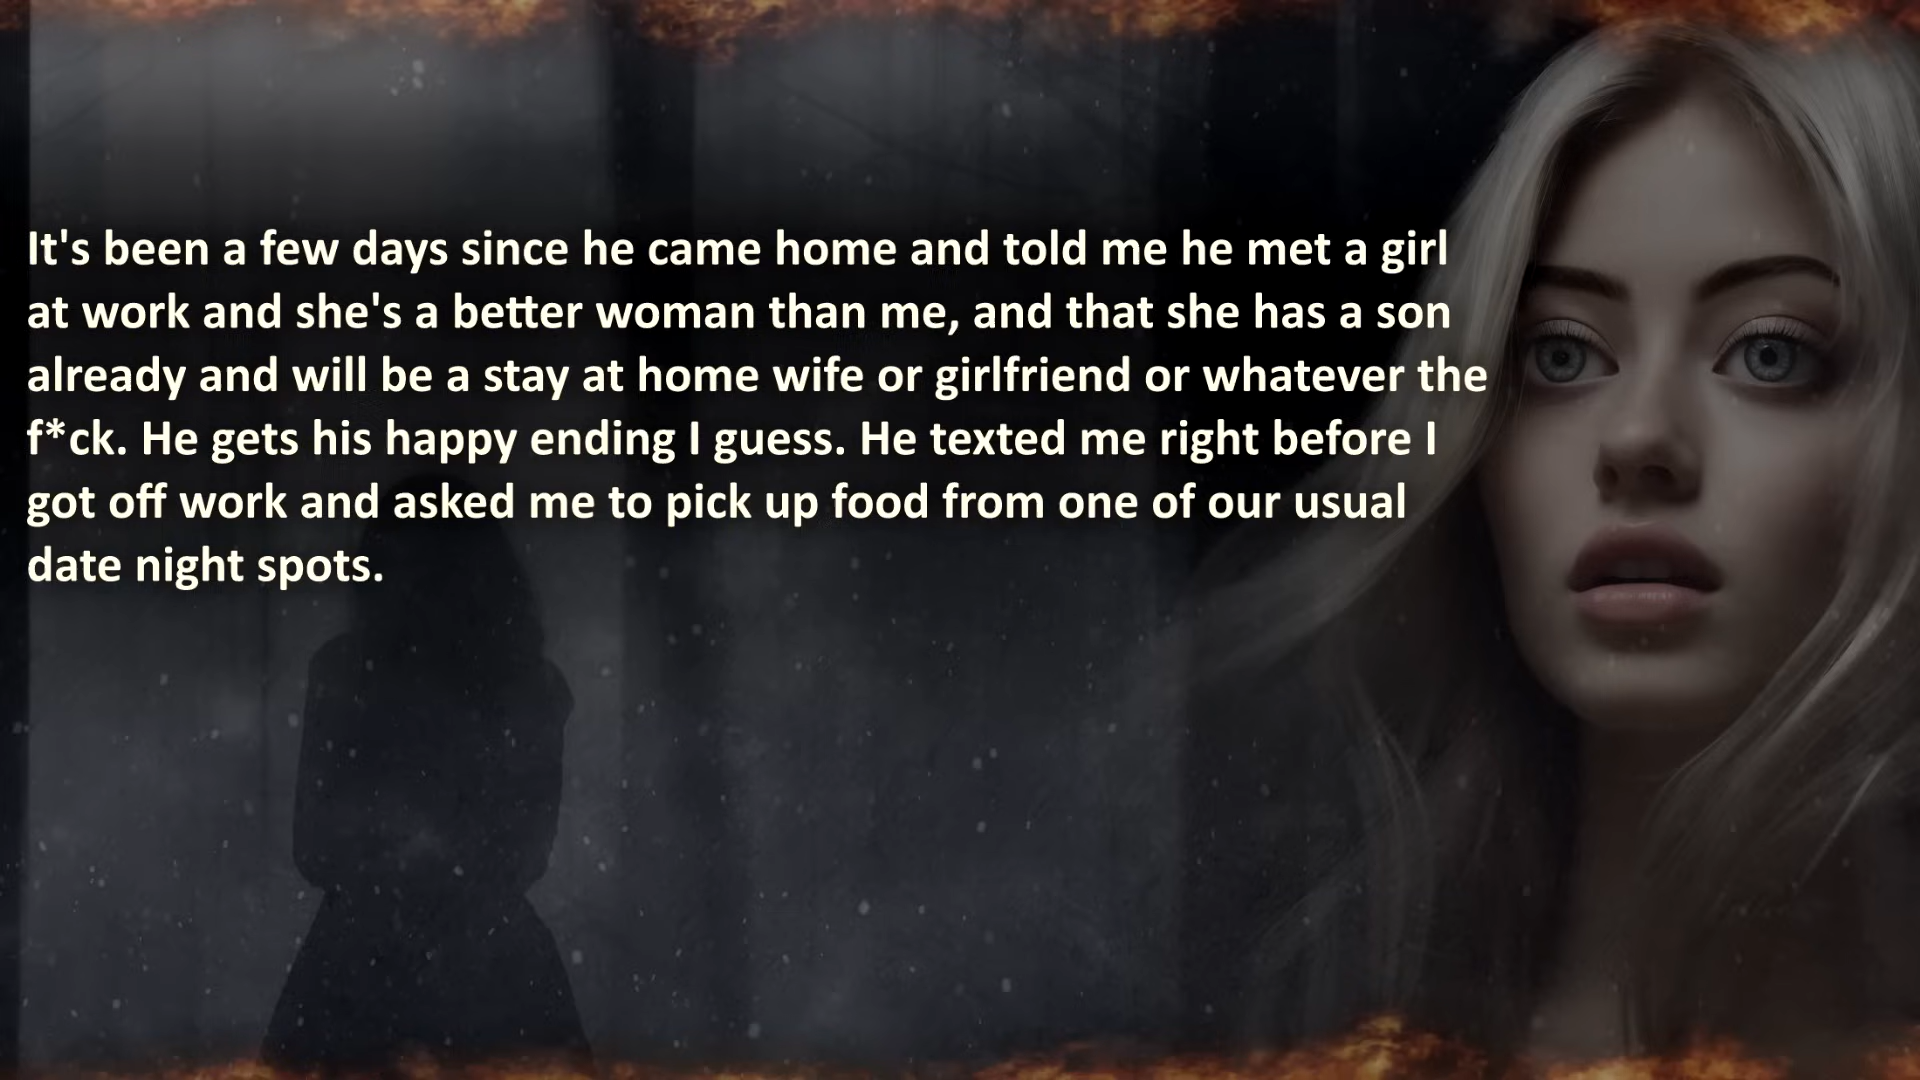 It's been a few days since he came home and told me he met a girl
at work and she's a better woman than me, and that she has a son
already and will be a stay at home wife or girlfriend or whatever the
f*ck. He gets his happy ending I guess. He texted me right before I
got off work and asked me to pick up food from one of our usual
date night spots.